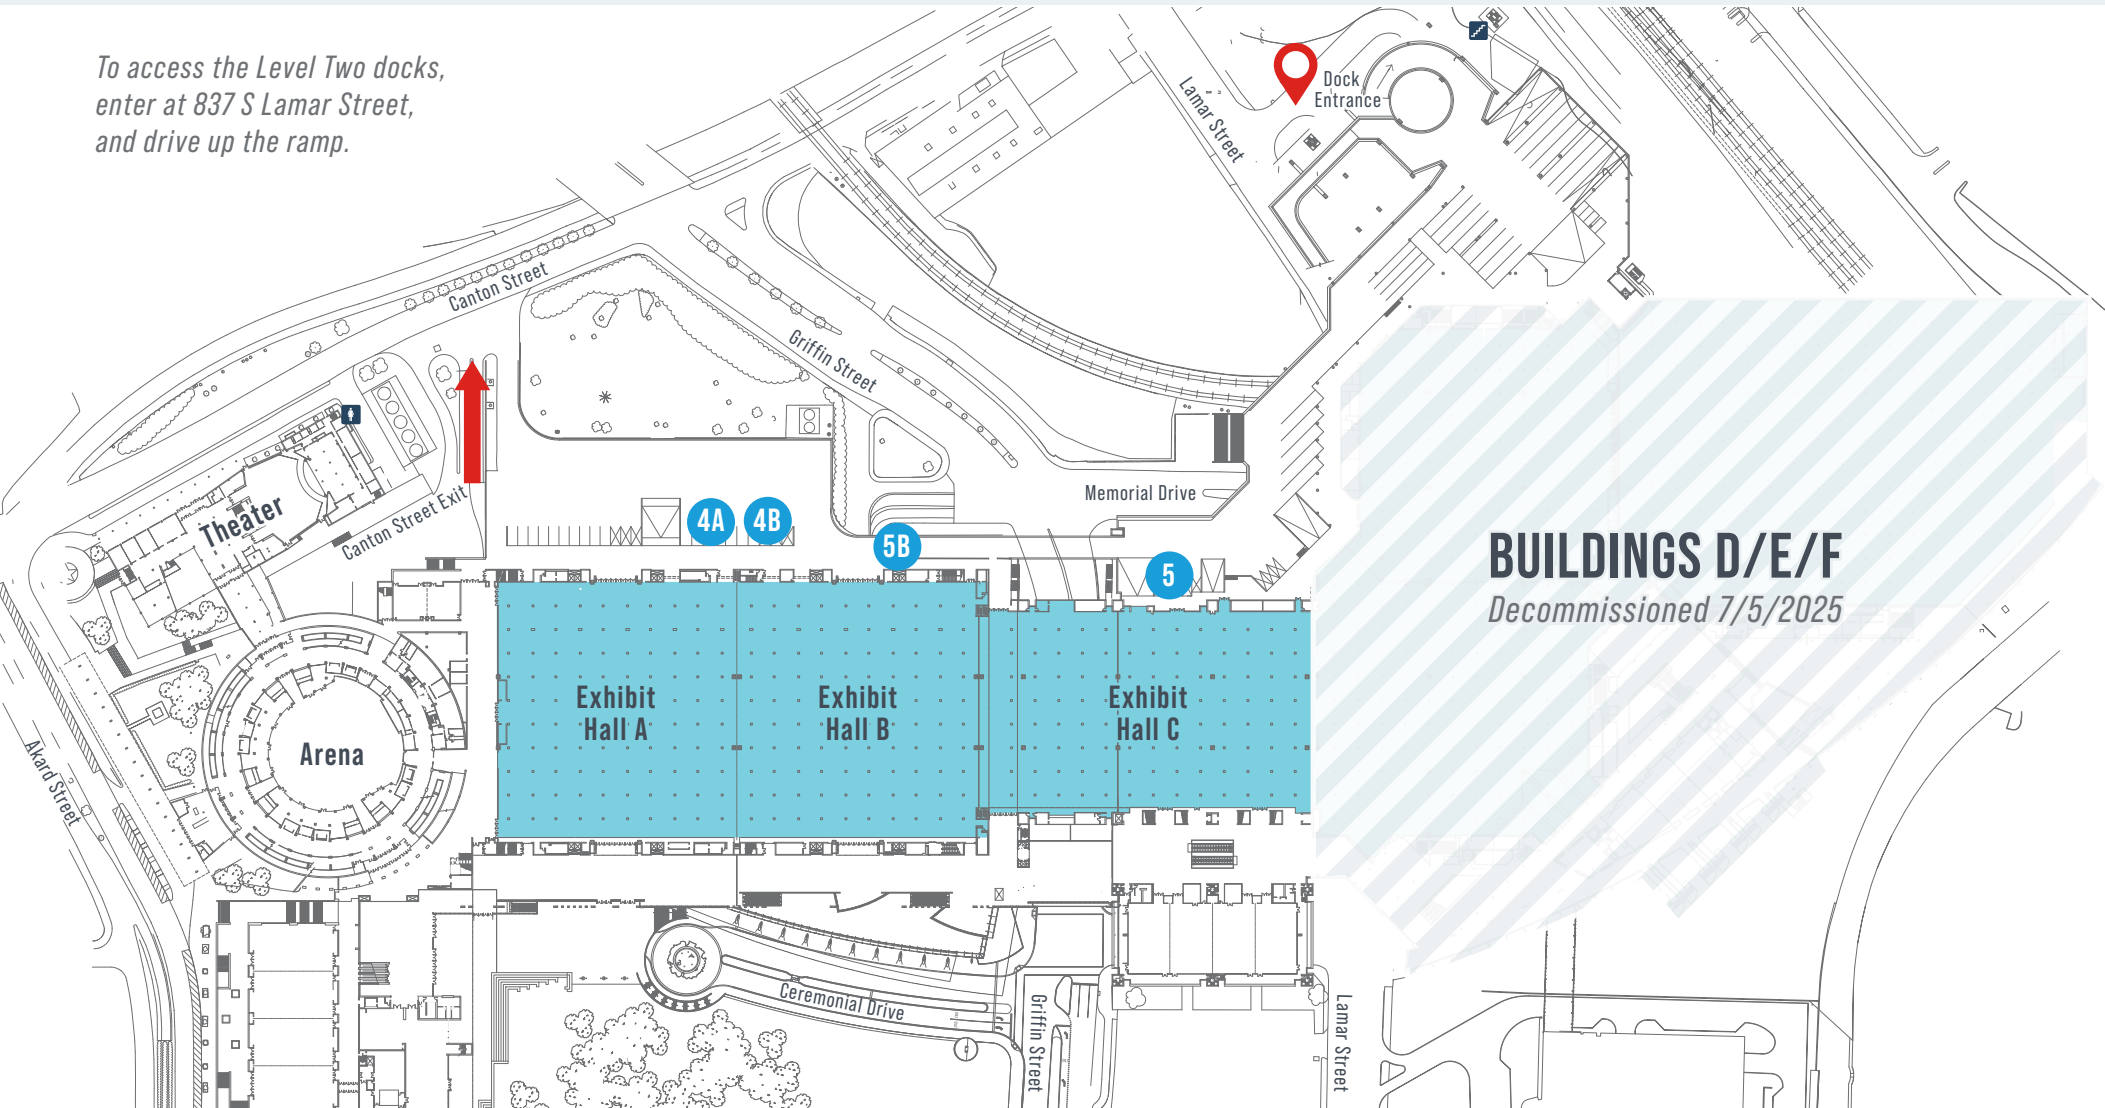 To access the Level Two docks,
enter at 837 S Lamar Street,
and drive up the ramp.
Dock
Entrance
Lamar Street
Canton Street
Griffin Street
Memorial Drive
Theater
Canton Street Exit
4A
4B
5B
5
BUILDINGS D/E/F
Decommissioned 7/5/2025
Exhibit
Hall A
Exhibit
Hall B
Exhibit
Hall C
Arena
Akard Street
Ceremonial Drive
Griffin Street
Lamar Street